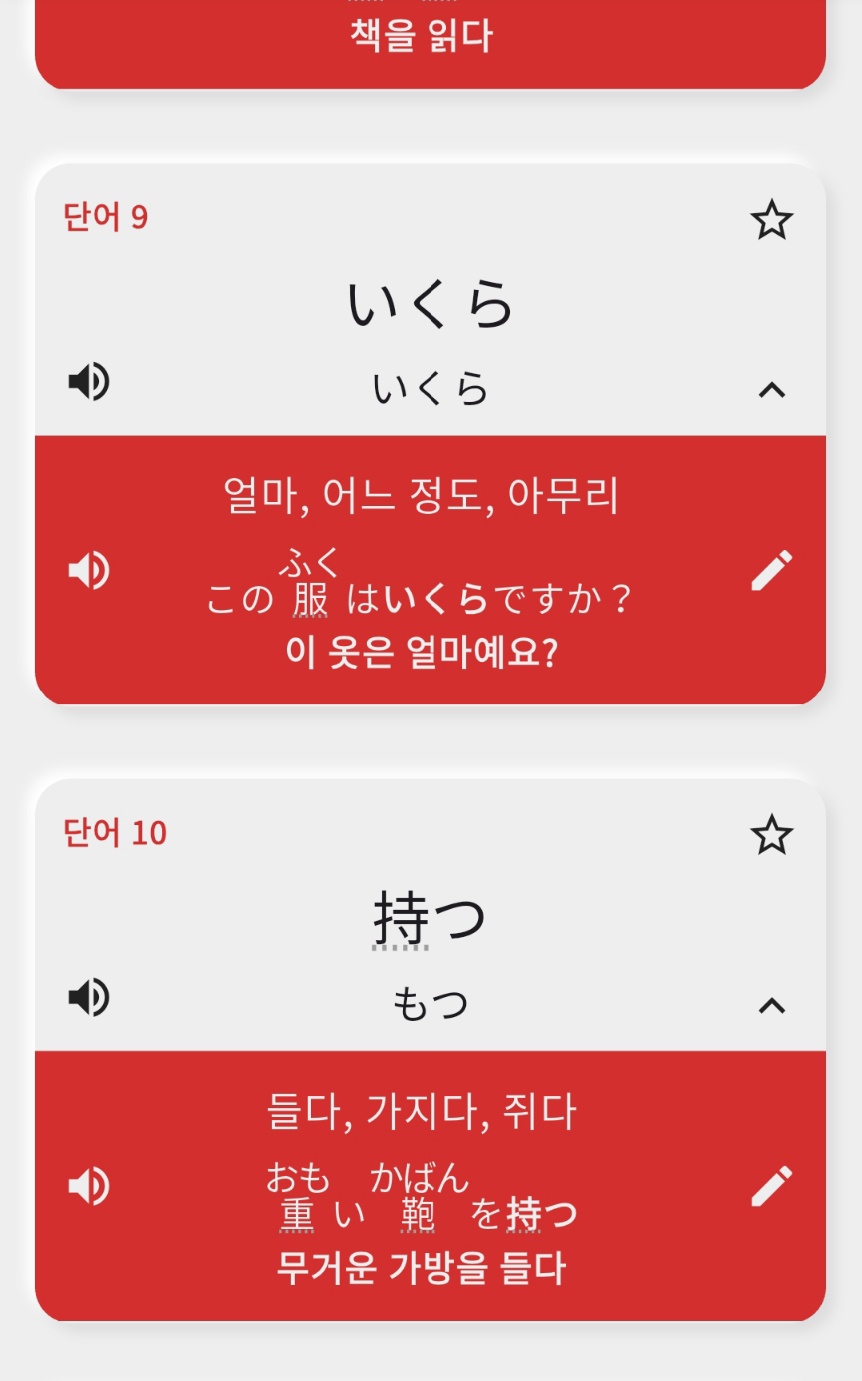 책을 읽다
단어 9
いくら
いくら
얼마, 어느 정도, 아무리
ふく
この 服 はいくらですか？
이 옷은 얼마예요?
단어 10
持つ
もつ
들다, 가지다, 쥐다
おも かばん
重 い 鞄 を持つ
무거운 가방을 들다